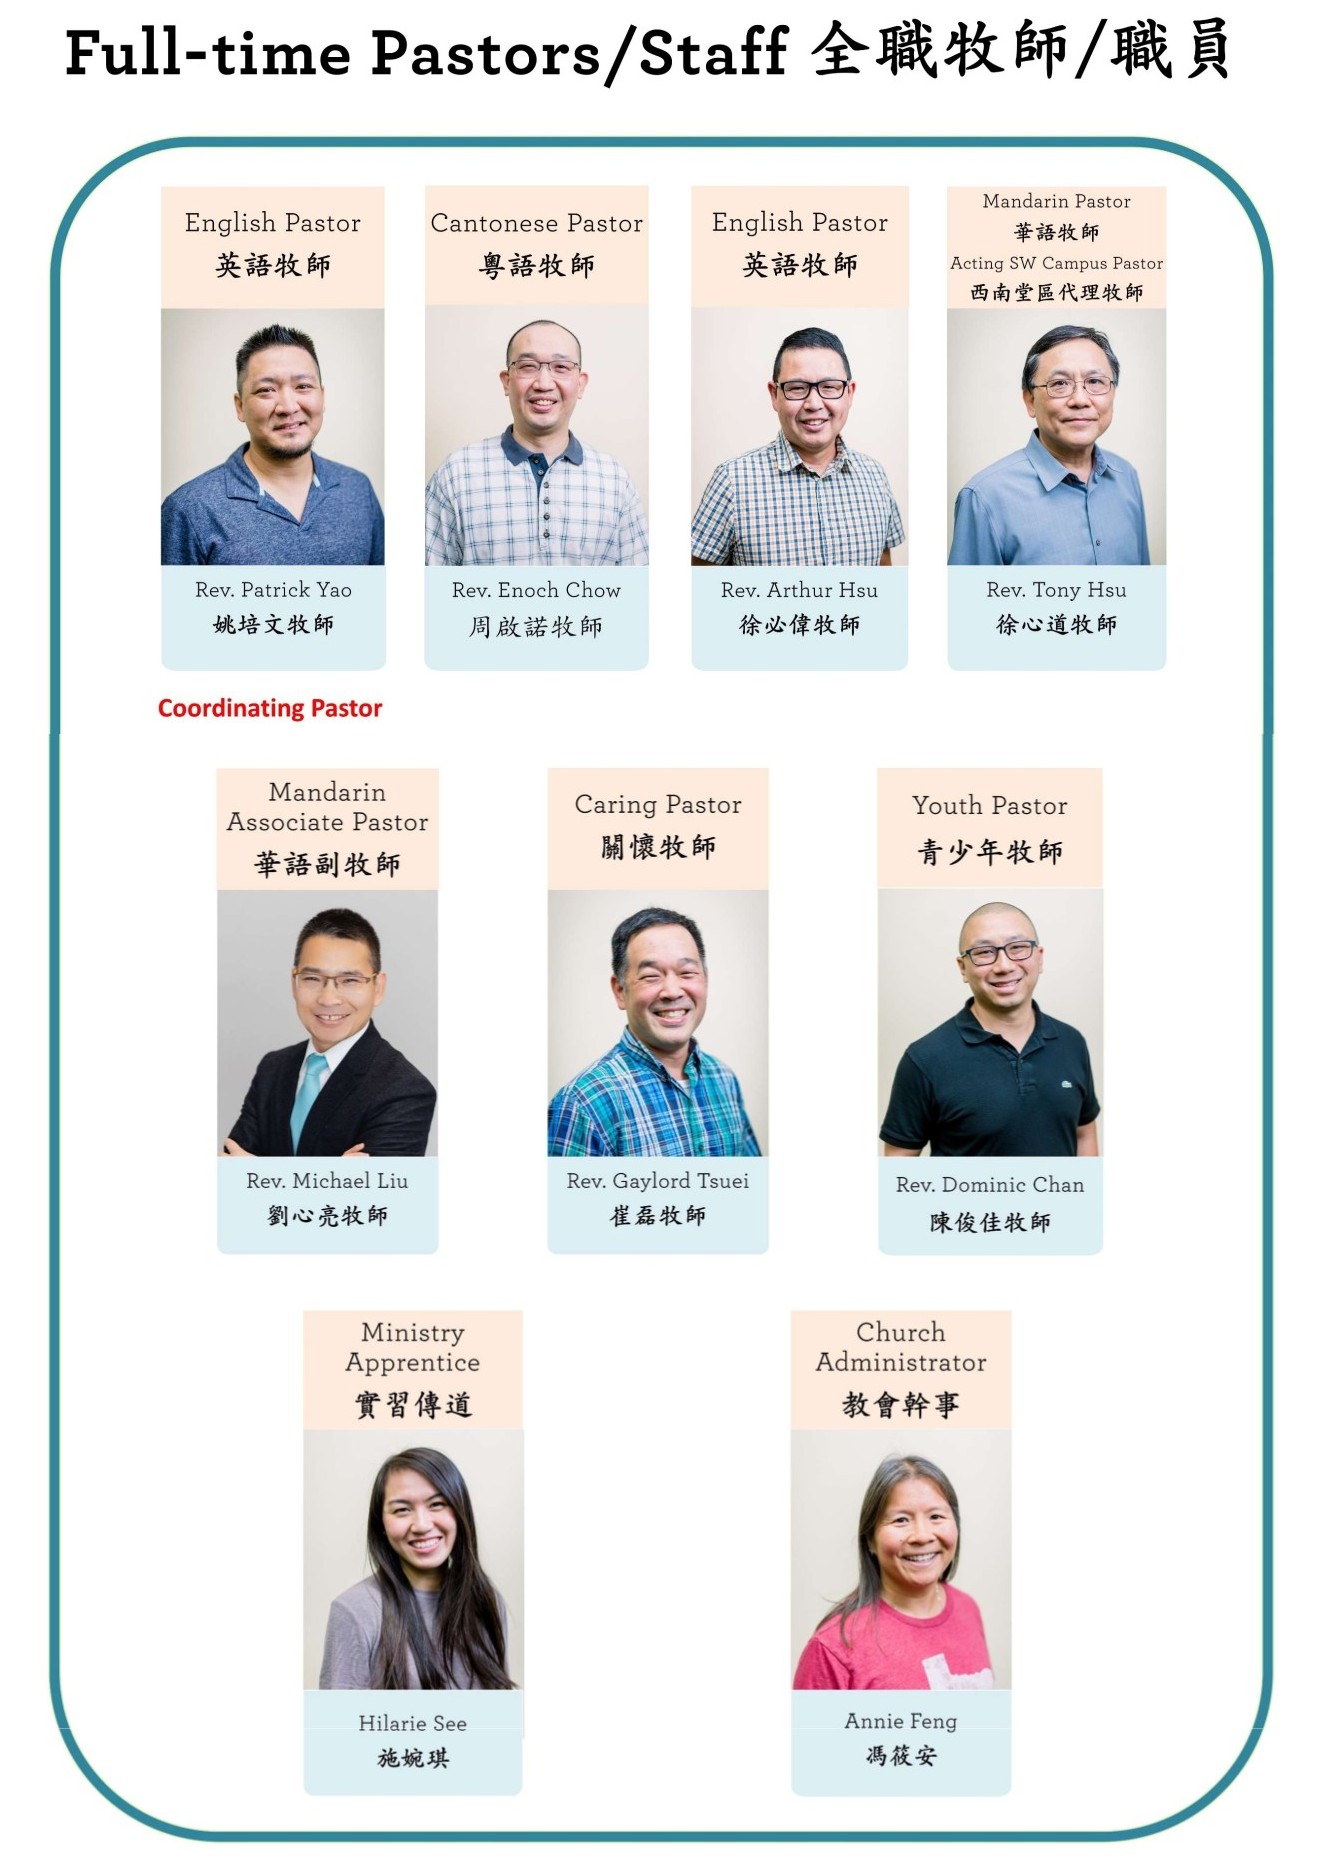 Full-time Pastors/Staff 全職牧師/職員
English Pastor
英語牧師
Rev. Patrick Yao
姚培文牧師
Coordinating Pastor
Cantonese Pastor
粵語牧師
Rev. Enoch Chow
周啟諾牧師
English Pastor
英語牧師
Rev. Arthur Hsu
徐必偉牧師
Mandarin Pastor
華語牧師
Acting SW Campus Pastor
西南堂區代理牧師
Rev. Tony Hsu
徐心道牧師
Mandarin
Associate Pastor
華語副牧師
Rev. Michael Liu
劉心亮牧師
Caring Pastor
關懷牧師
Rev. Gaylord Tsuei
崔磊牧師
Youth Pastor
青少年牧師
Rev. Dominic Chan
陳俊佳牧師
Ministry
Apprentice
實習傳道
Hilarie See
施婉琪
Church
Administrator
教會幹事
Annie Feng
馮筱安